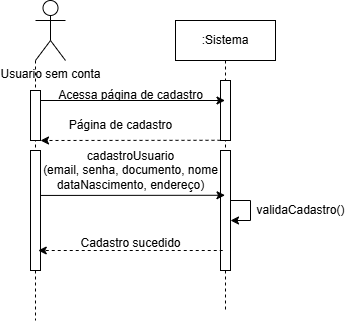 :Sistema
Usuario sem conta
Acessa página de cadastro
Página de cadastro
cadastroUsuario
(email, senha, documento, nome
dataNascimento, endereço)
validaCadastro()
Cadastro sucedido